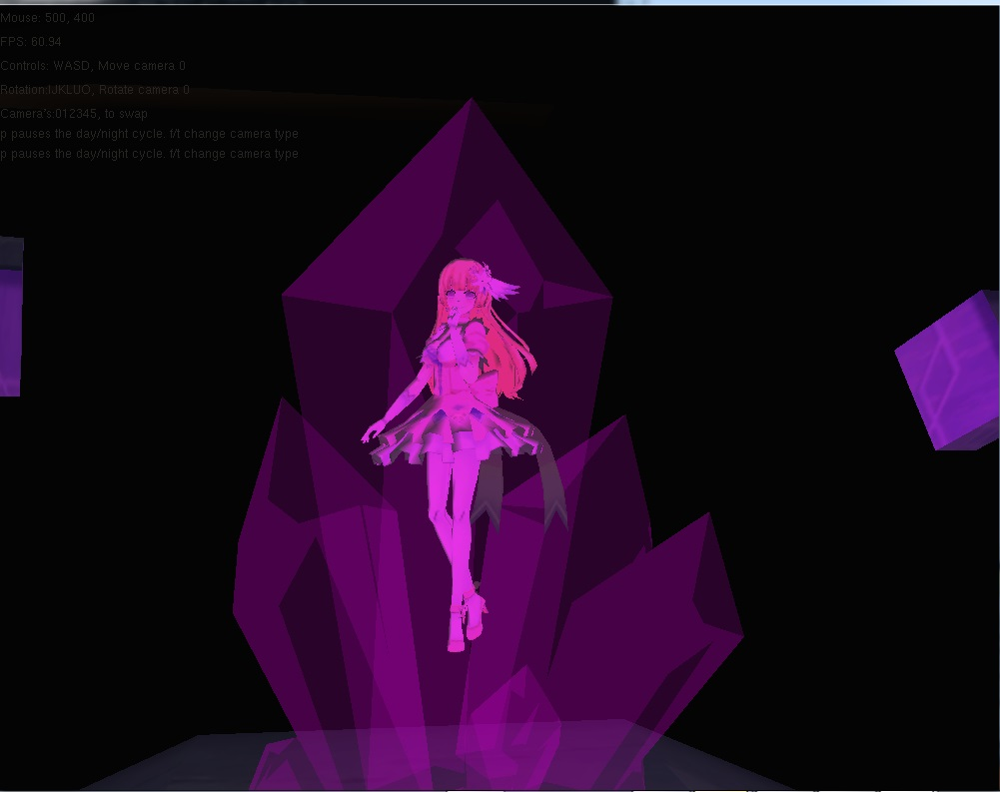 Mouse: 500, 400
FPS: 60.94
Controls: WASD, Move camera 0
Rotation:IJKLUO, Rotate camera 0
Camera's:012345, to swap
p pauses the day/night cycle. f/t change camera type
p pauses the day/night cycle. f/t change camera type